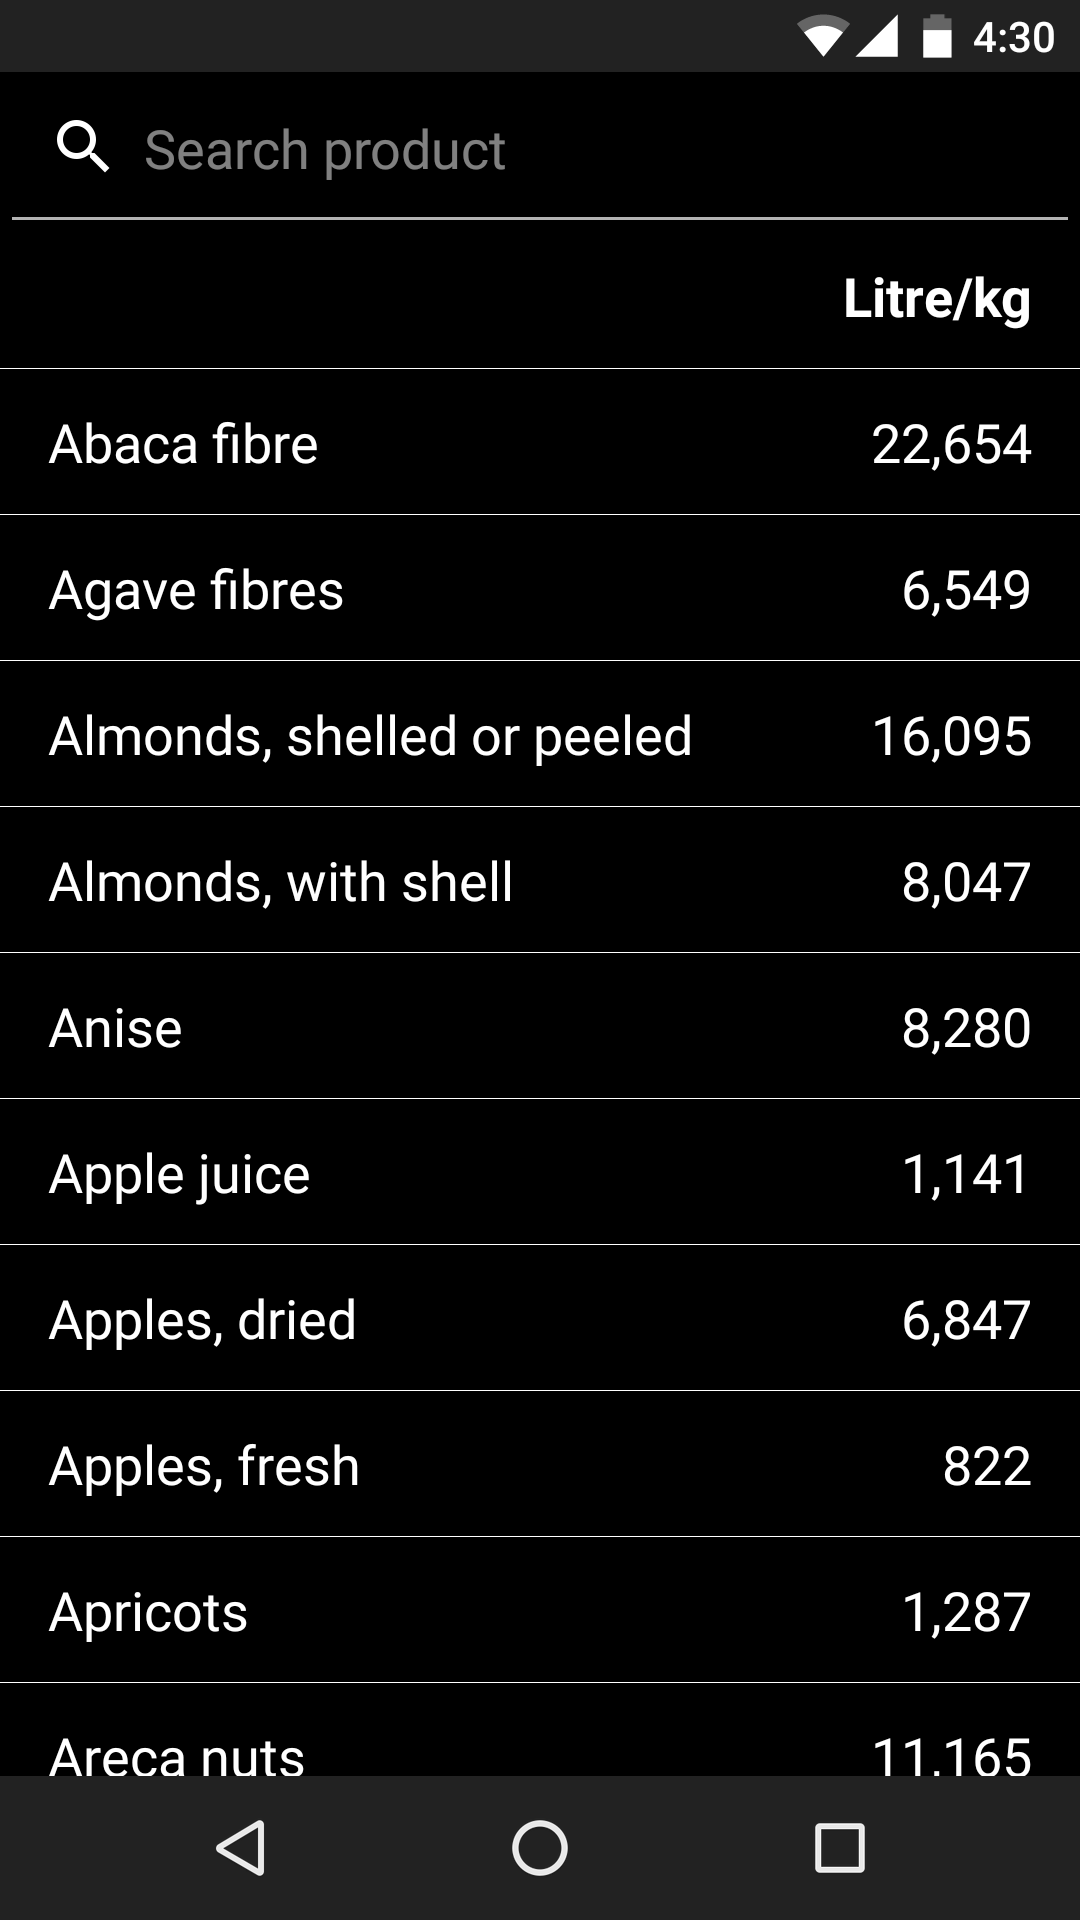 4:30
Search product
Litre/kg
Abaca fibre 22,654
Agave fibres 6,549
Almonds, shelled or peeled 16,095
Almonds, with shell 8,047
Anise 8,280
Apple juice 1,141
Apples, dried 6,847
Apples, fresh 822
Apricots 1,287
Areca nuts 11,165